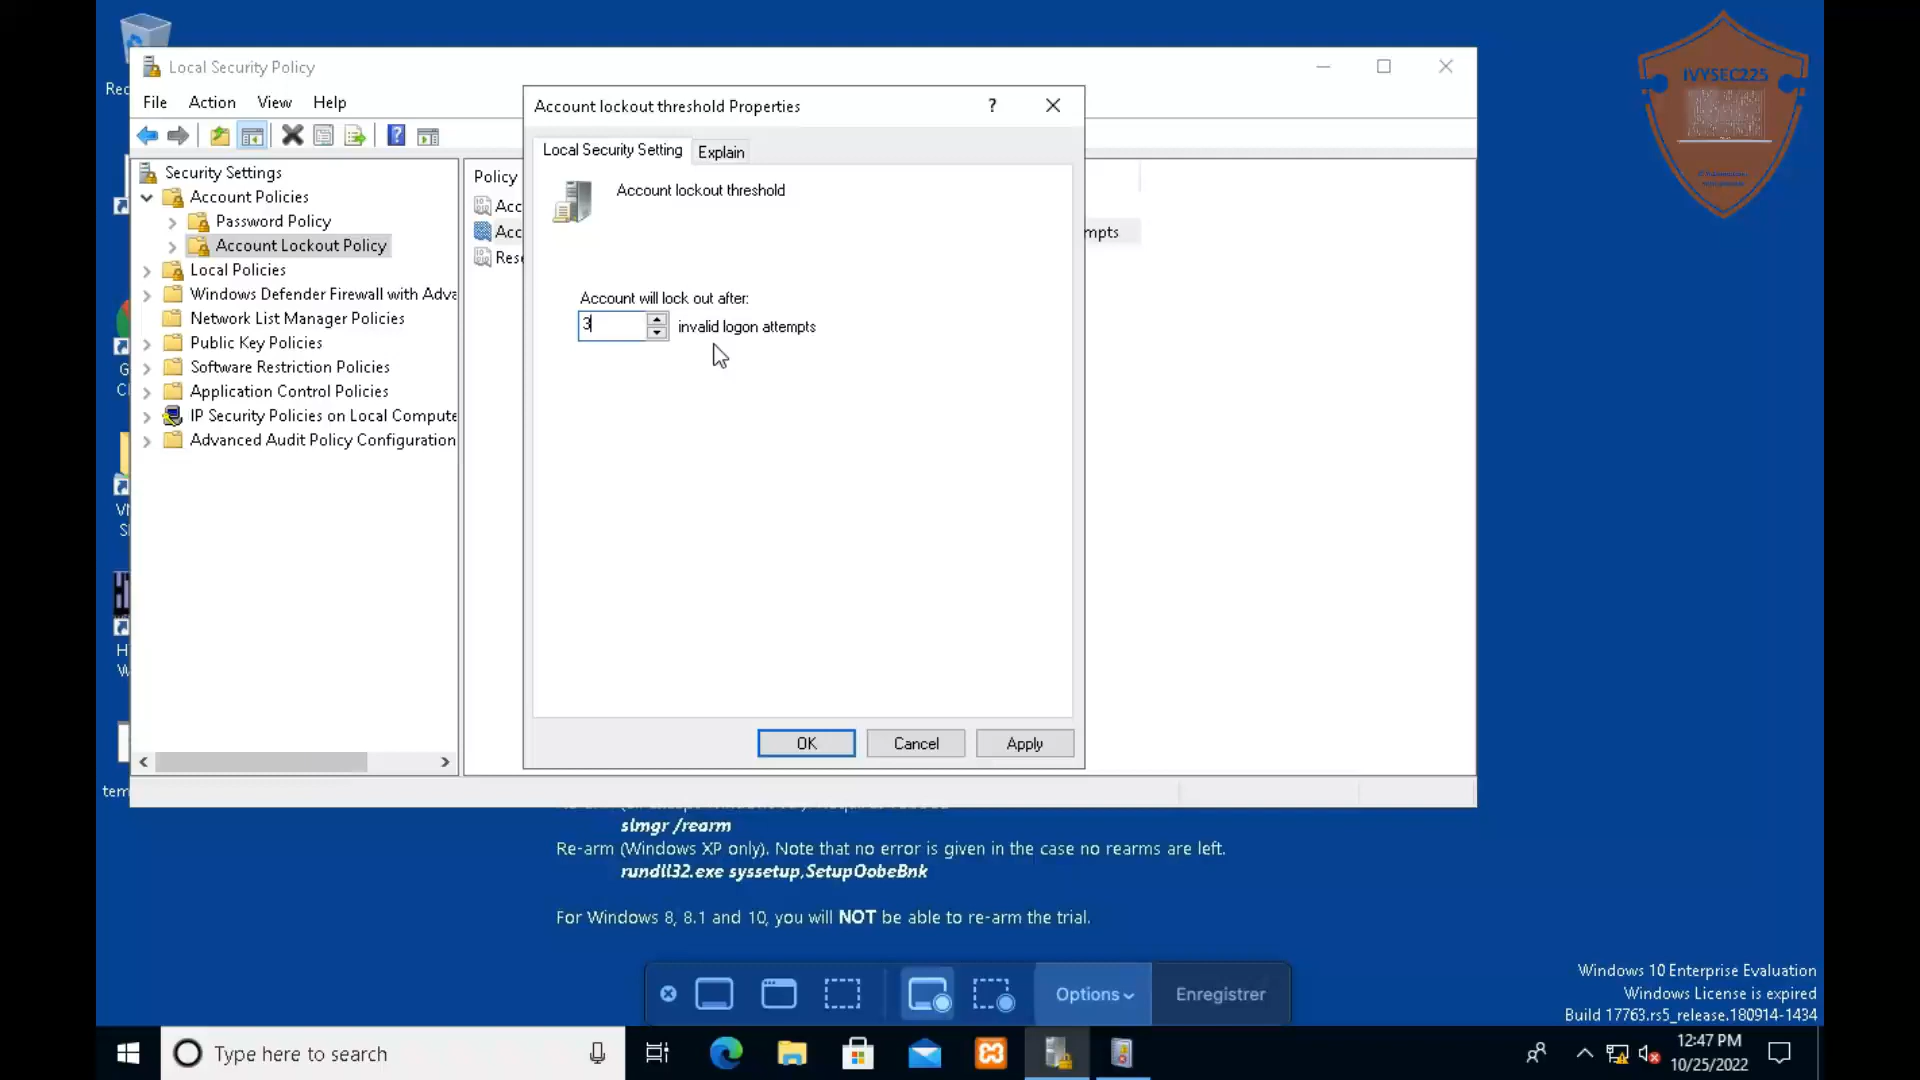 Rec
Local Security Policy
File Action View Help
Account lockout threshold Properties
?
Local Security Setting
Explain
Account lockout threshold
Account will lock out after:
3
invalid logon attempts
OK
Cancel
Apply
Security Settings
Account Policies
Password Policy
Account Lockout Policy
Local Policies
Windows Defender Firewall with Adva
Network List Manager Policies
Public Key Policies
Software Restriction Policies
Application Control Policies
IP Security Policies on Local Compute
Advanced Audit Policy Configuration
Policy
Acc
Acc
mpts
Rese
G
Cl
VN
SI
H
W
tem
slmgr /rearm
Re-arm (Windows XP only). Note that no error is given in the case no rearms are left.
rundll32.exe syssetup,SetupOobeBnk
For Windows 8, 8.1 and 10, you will NOT be able to re-arm the trial.
Options
Enregistrer
Windows 10 Enterprise Evaluation
Windows License is expired
Build 17763.rs5_release.180914-1434
Type here to search
12:47 PM
10/25/2022
IVYSEC225